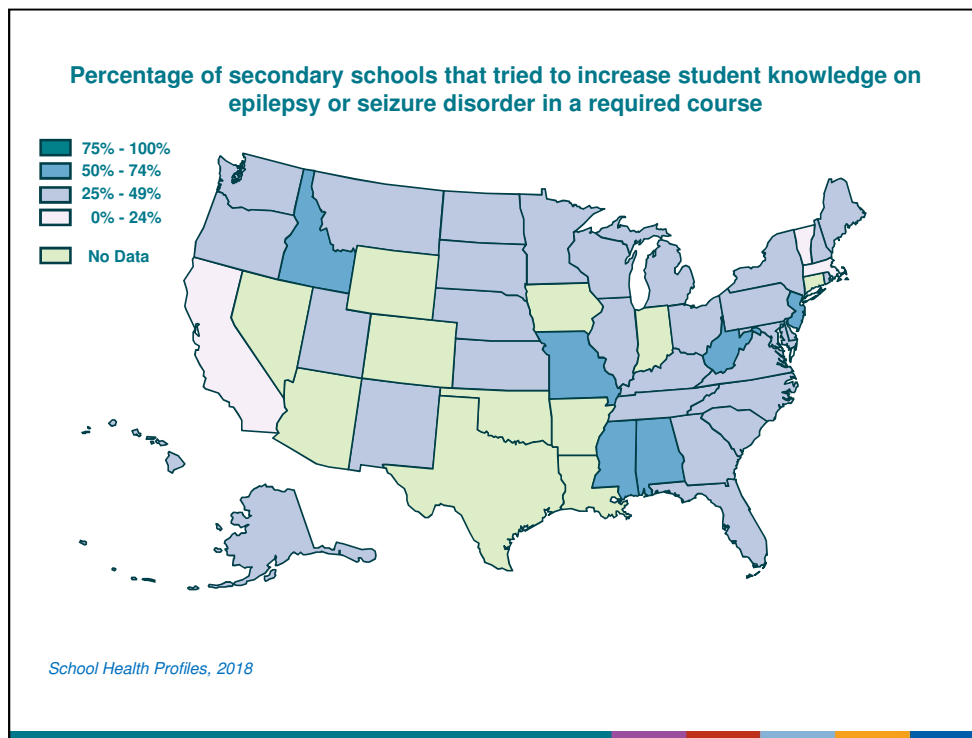 Percentage of secondary schools that tried to increase student knowledge on
epilepsy or seizure disorder in a required course
75% - 100%
50% - 74%
25% - 49%
0% - 24%
No Data
School Health Profiles, 2018